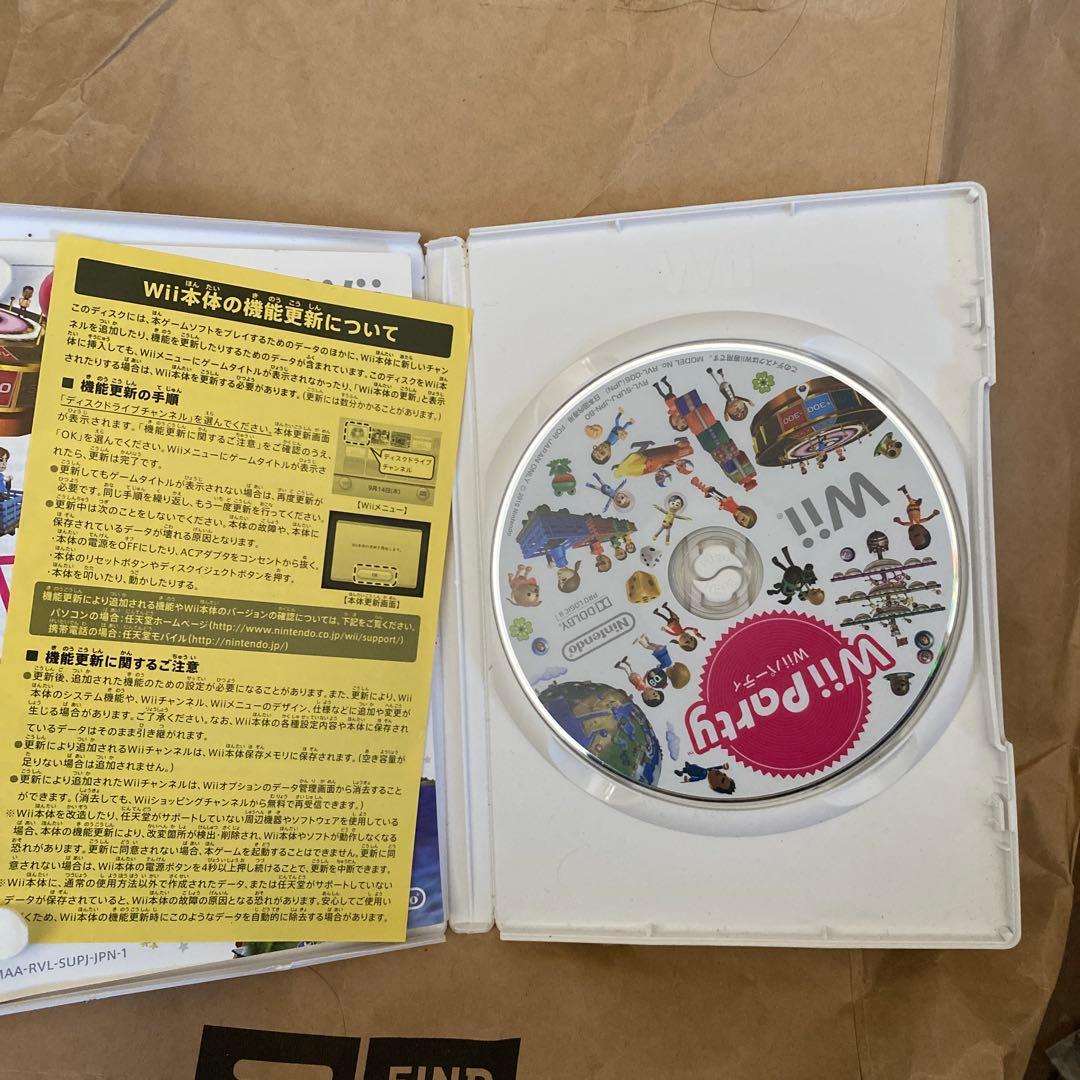 Wii本体の機能更新について
このディスクには、本ゲームソフトをプレイするためのデータのほかに、Wii本体に新しいチャン
ネルを追加したり、機能を更新したりするためのデータが含まれています。このディスクをWii本
体に挿入しても、Wiiメニューにゲームタイトルが表示されなかったり、「Wii本体の更新」と表示
されたりする場合は、Wii本体を更新する必要があります。(更新には数分かかることがあります。)
■ 機能更新の手順
「ディスクドライブチャンネル」を選んでください。本体更新画面
が表示されます。「機能更新に関するご注意」をご確認のうえ、
「OK」を選んでください。Wiiメニューにゲームタイトルが表示さ
れたら、更新は完了です。
●更新してもゲームタイトルが表示されない場合は、再度更新が
必要です。同じ手順を繰り返し、もう一度更新を行ってください。
●更新中は次のことをしないでください。本体の故障や、本体に
保存されているデータが壊れる原因となります。
・本体の電源をOFFにしたり、ACアダプタをコンセントから抜く。
・本体のリセットボタンやディスクイジェクトボタンを押す。
・本体を叩いたり、動かしたりする。
ディスクドライブ
チャンネル
9月14日(木)
【Wiiメニュー】
OK
【本体更新画面】
機能更新により追加される機能やWii本体のバージョンの確認については、下記をご覧ください。
パソコンの場合:任天堂ホームページ(http://www.nintendo.co.jp/wii/support/)
携帯電話の場合:任天堂モバイル(http://nintendo.jp/)
■ 機能更新に関するご注意
●更新後、追加された機能のための設定が必要になることがあります。また、更新により、Wii
本体のシステム機能や、Wiiチャンネル、Wiiメニューのデザイン、仕様などに追加や変更が
生じる場合があります。ご了承ください。なお、Wii本体の各種設定内容や本体に保存され
ているデータはそのまま引き継がれます。
●更新により追加されるWiiチャンネルは、Wii本体保存メモリに保存されます。(空き容量が
足りない場合は追加されません。)
●更新により追加されたWiiチャンネルは、Wiiオプションのデータ管理画面から消去すること
ができます。(消去しても、Wiiショッピングチャンネルから無料で再受信できます。)
※Wii本体を改造したり、任天堂がサポートしていない周辺機器やソフトウェアを使用している
場合、本体の機能更新により、改変箇所が検出・削除され、Wii本体やソフトが動作しなくなる
恐れがあります。更新に同意されない場合、本ゲームを起動することはできません。更新に同
意されない場合は、Wii本体の電源ボタンを4秒以上押し続けることで、更新を中断できます。
※Wii本体に、通常の使用方法以外で作成されたデータ、または任天堂がサポートしていない
データが保存されていると、Wii本体の故障の原因となる恐れがあります。安心してご使用い
くため、Wii本体の機能更新時にこのようなデータを自動的に除去する場合があります。
MAA-RVL-SUPJ-JPN-1
Wii
このディスクはWii専用です。
MODEL No. RVL-006(JPN)
RVL-SUPJ-JPN-B0
日本国内専用 FOR JAPAN ONLY © 2010 Nintendo
+300 -300
Wii
DOLBY
PRO LOGIC II
Nintendo
Wiiパーティ
Wii Party
FIND